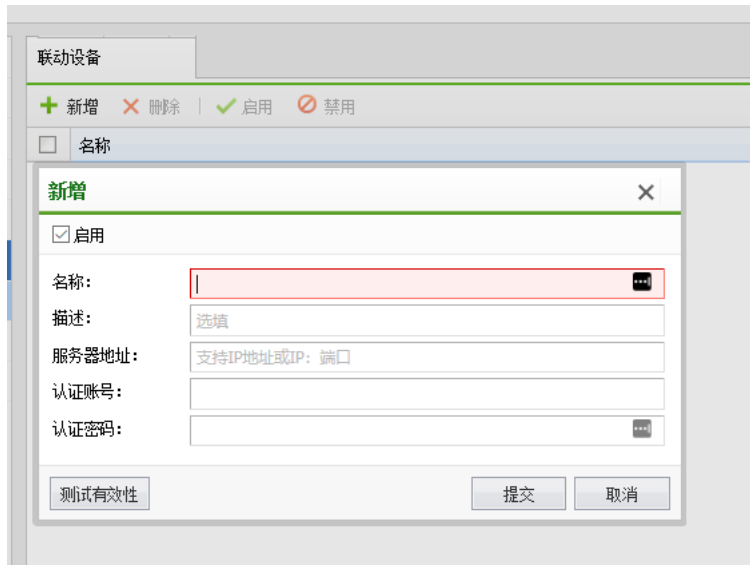 联动设备
新增 删除 启用 禁用
名称
新增
启用
名称：
描述： 选填
服务器地址： 支持IP地址或IP：端口
认证账号：
认证密码：
测试有效性 提交 取消